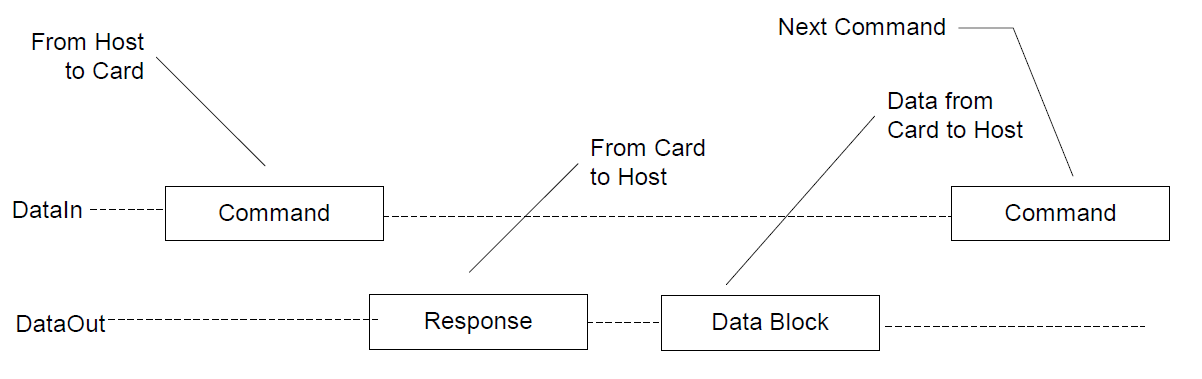 From Host
to Card
Next Command
Data from
Card to Host
From Card
to Host
DataIn
Command
Command
DataOut
Response
Data Block